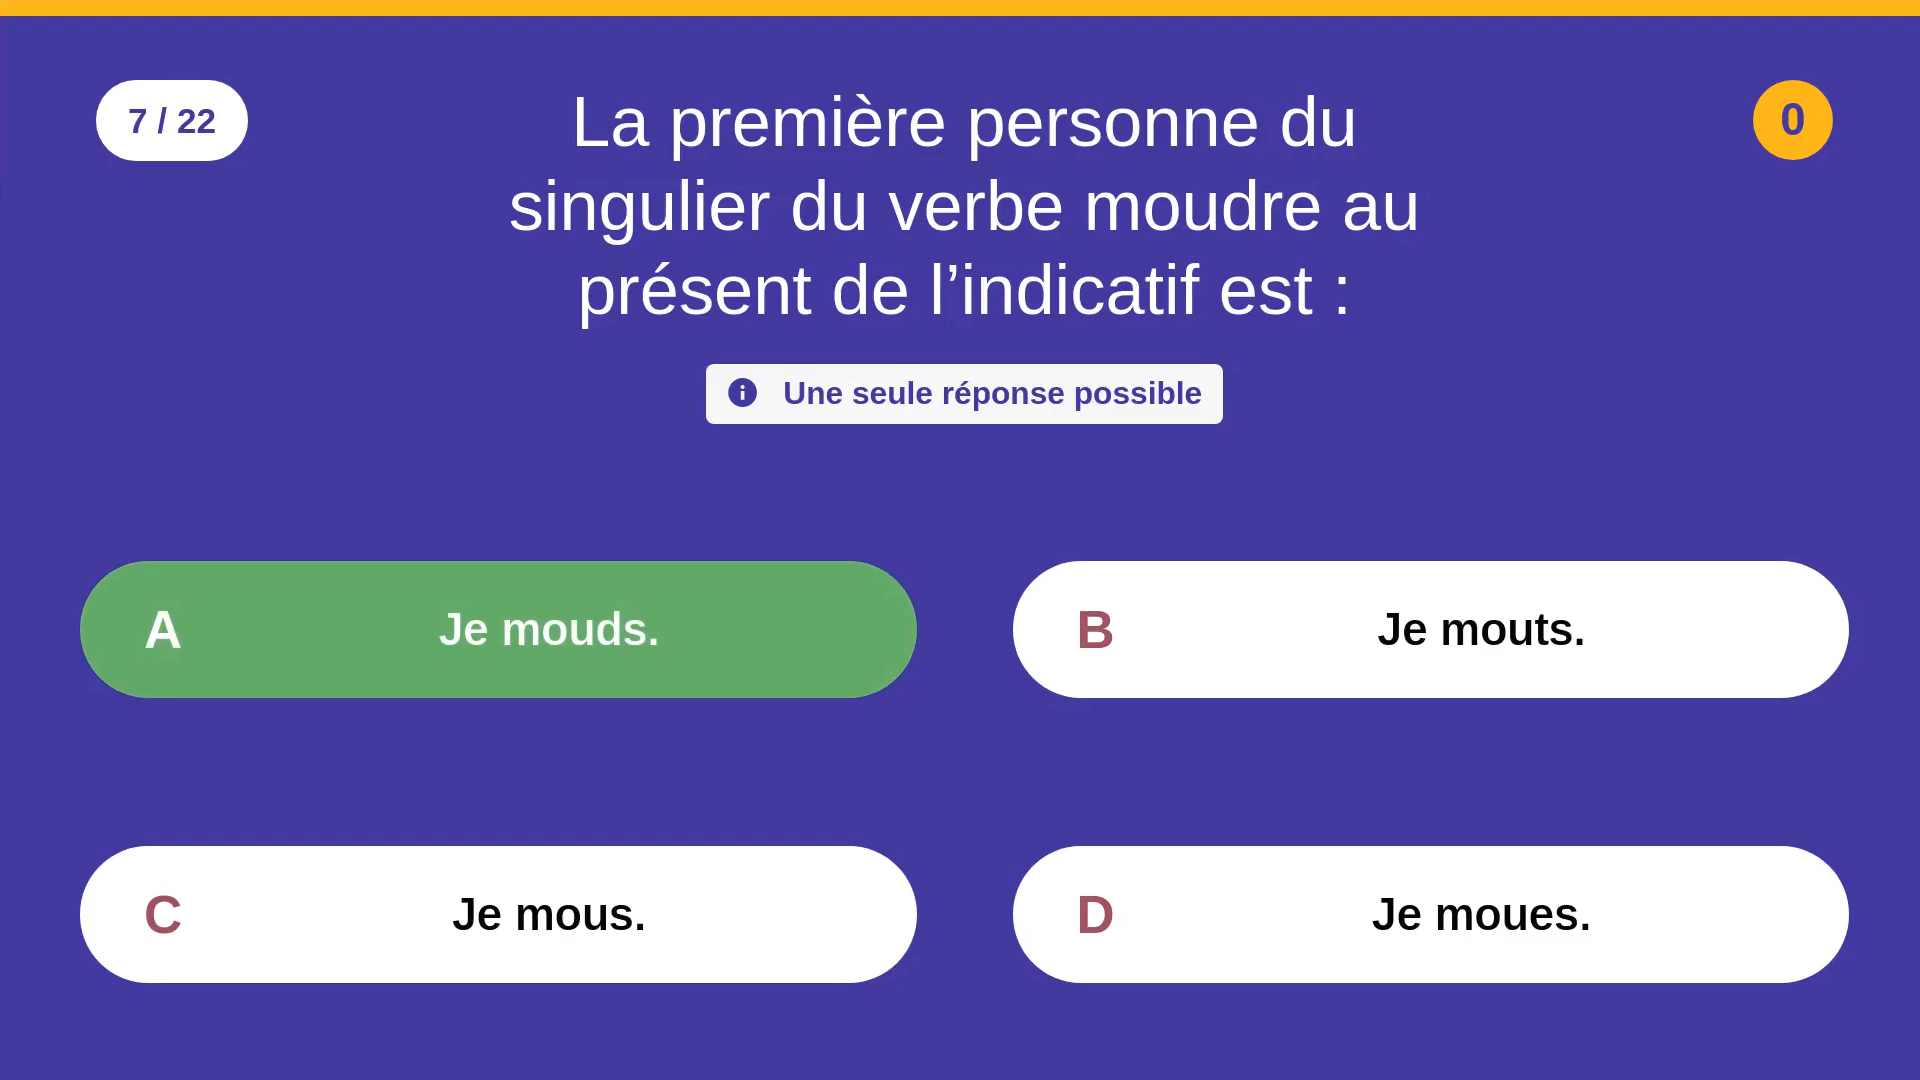 7 / 22
La première personne du
singulier du verbe moudre au
présent de l’indicatif est :
0
Une seule réponse possible
A Je mouds.
B Je mouts.
C Je mous.
D Je moues.